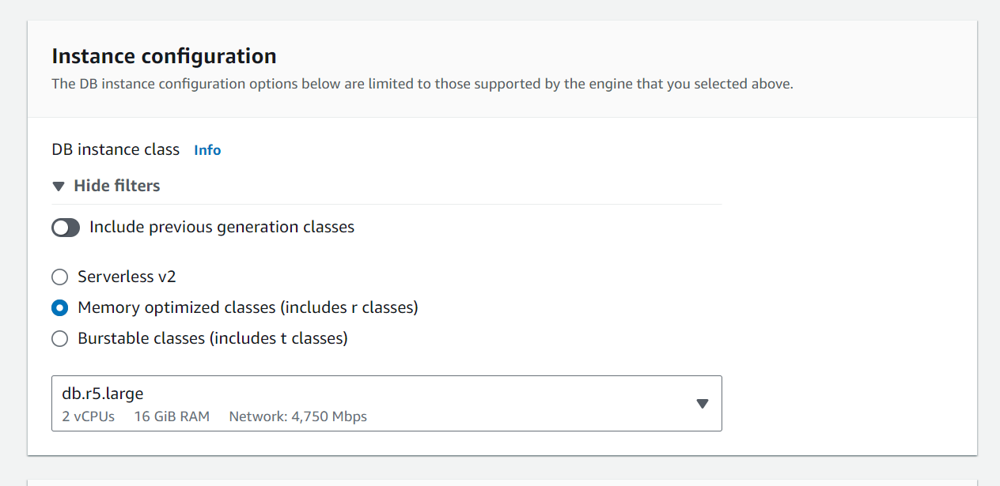 Instance configuration
The DB instance configuration options below are limited to those supported by the engine that you selected above.
DB instance class Info
Hide filters
Include previous generation classes
Serverless v2
Memory optimized classes (includes r classes)
Burstable classes (includes t classes)
db.r5.large
2 vCPUs 16 GiB RAM Network: 4,750 Mbps